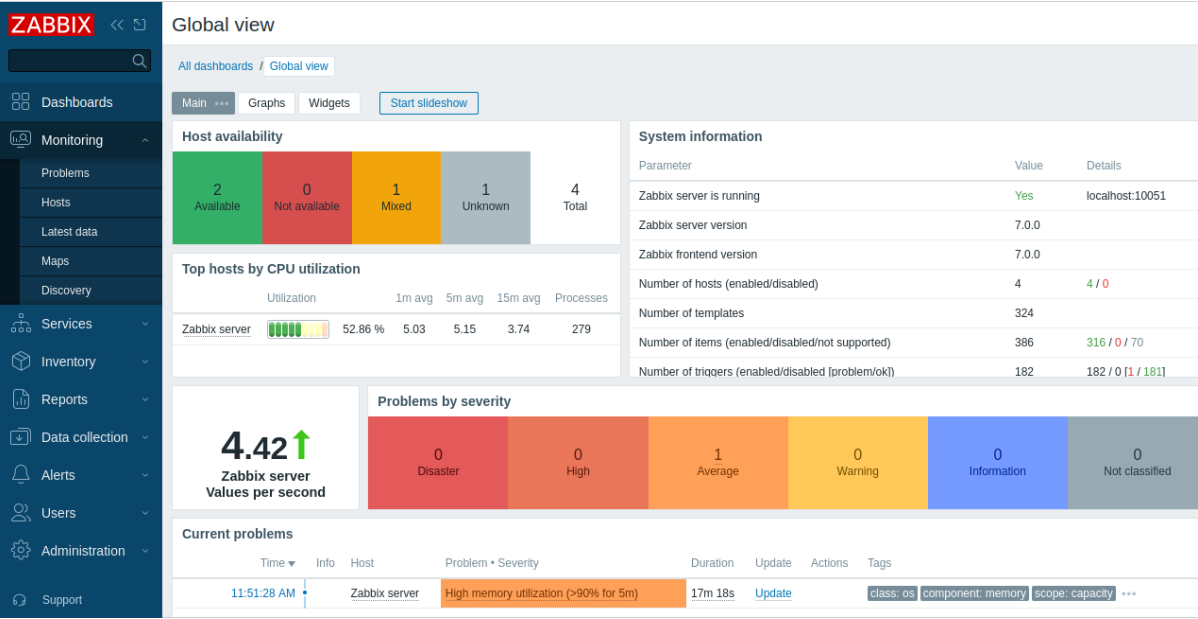 ZABBIX
Dashboards
Monitoring
Problems
Hosts
Latest data
Maps
Discovery
Services
Inventory
Reports
Data collection
Alerts
Users
Administration
Support
Global view
All dashboards / Global view
Main ••• Graphs Widgets Start slideshow
Host availability
2 0 1 1 4
Available Not available Mixed Unknown Total
Top hosts by CPU utilization
Utilization 1m avg 5m avg 15m avg Processes
Zabbix server 52.86 % 5.03 5.15 3.74 279
System information
Parameter Value Details
Zabbix server is running Yes localhost:10051
Zabbix server version 7.0.0
Zabbix frontend version 7.0.0
Number of hosts (enabled/disabled) 4 4 / 0
Number of templates 324
Number of items (enabled/disabled/not supported) 386 316 / 0 / 70
Number of triggers (enabled/disabled [problem/ok]) 182 182 / 0 [1 / 181]
4.42
Zabbix server
Values per second
Problems by severity
0 0 1 0 0 0
Disaster High Average Warning Information Not classified
Current problems
Time Info Host Problem • Severity Duration Update Actions Tags
11:51:28 AM Zabbix server High memory utilization (>90% for 5m) 17m 18s Update class: os component: memory scope: capacity •••